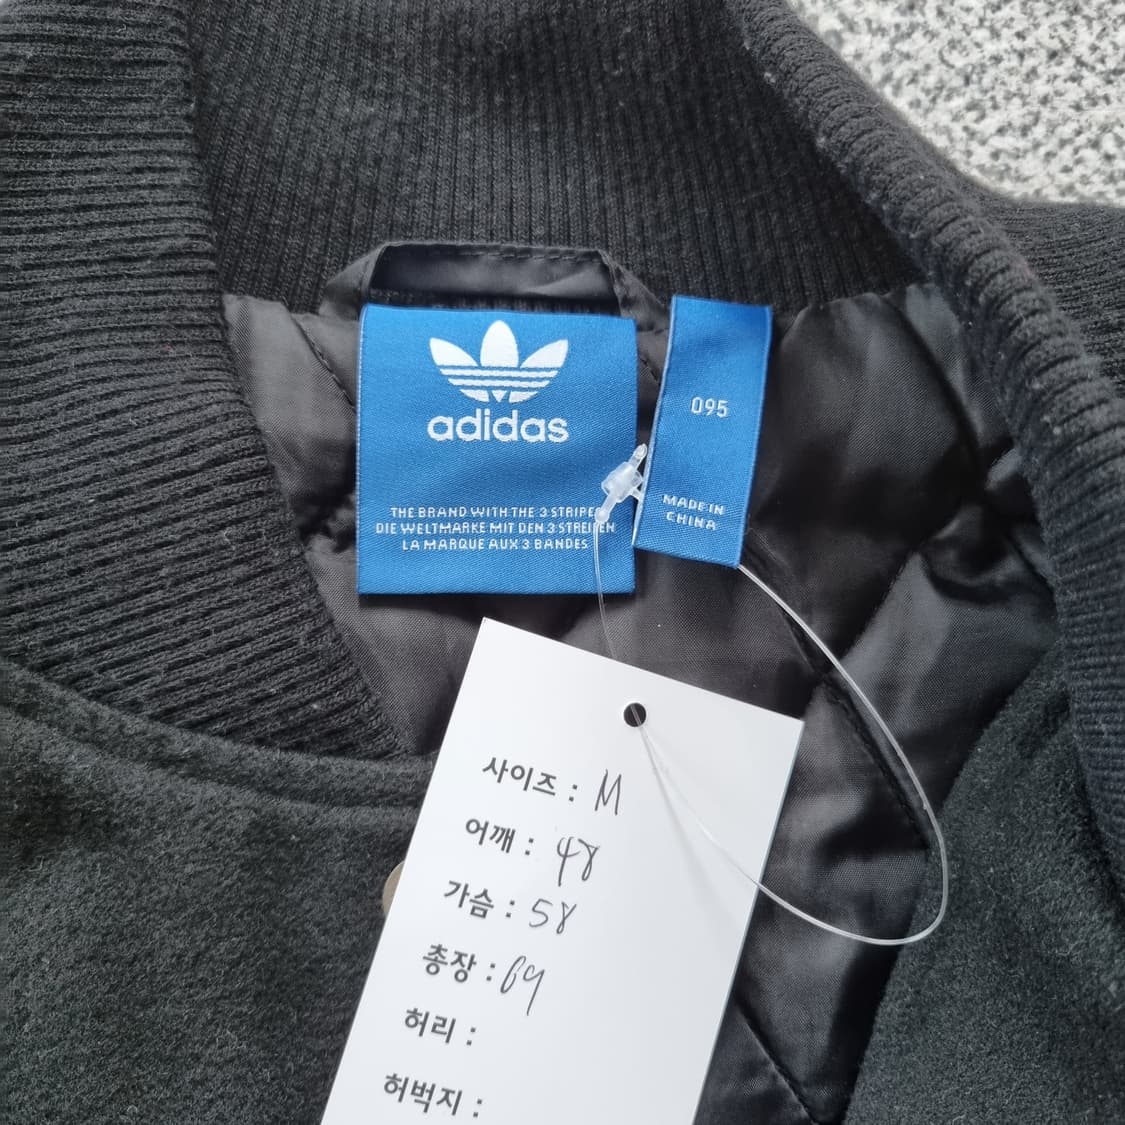 adidas
THE BRAND WITH THE 3 STRIPES
DIE WELTMARKE MIT DEN 3 STREIFEN
LA MARQUE AUX 3 BANDES
095
MADE IN
CHINA
사이즈 : M
어깨 : 48
가슴 : 58
총장 : 69
허리 :
허벅지 :